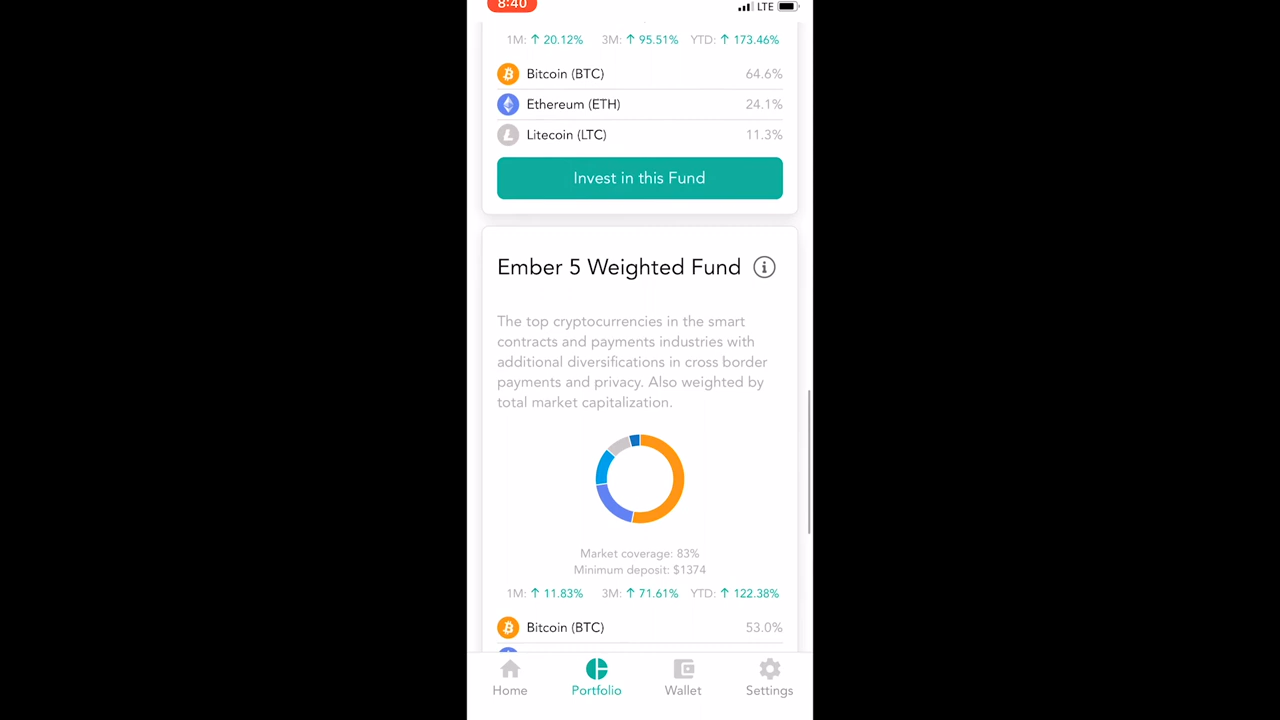 8:40 LTE
1M: ↑ 20.12% 3M: ↑ 95.51% YTD: ↑ 173.46%
Bitcoin (BTC) 64.6%
Ethereum (ETH) 24.1%
Litecoin (LTC) 11.3%
Invest in this Fund
Ember 5 Weighted Fund
The top cryptocurrencies in the smart
contracts and payments industries with
additional diversifications in cross border
payments and privacy. Also weighted by
total market capitalization.
Market coverage: 83%
Minimum deposit: $1374
1M: ↑ 11.83% 3M: ↑ 71.61% YTD: ↑ 122.38%
Bitcoin (BTC) 53.0%
Home Portfolio Wallet Settings